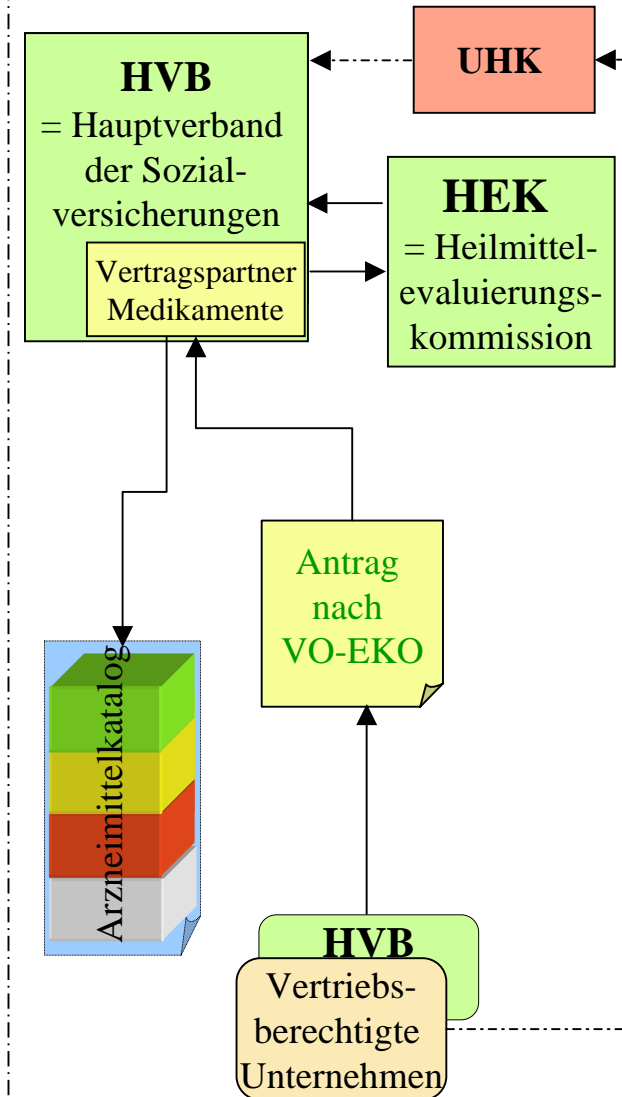 HVB
= Hauptverband
der Sozial-
versicherungen
Vertragspartner
Medikamente
UHK
HEK
= Heilmittel-
evaluierungs-
kommission
Antrag
nach
VO-EKO
Arzneimittelkatalog
HVB
Vertriebs-
berechtigte
Unternehmen